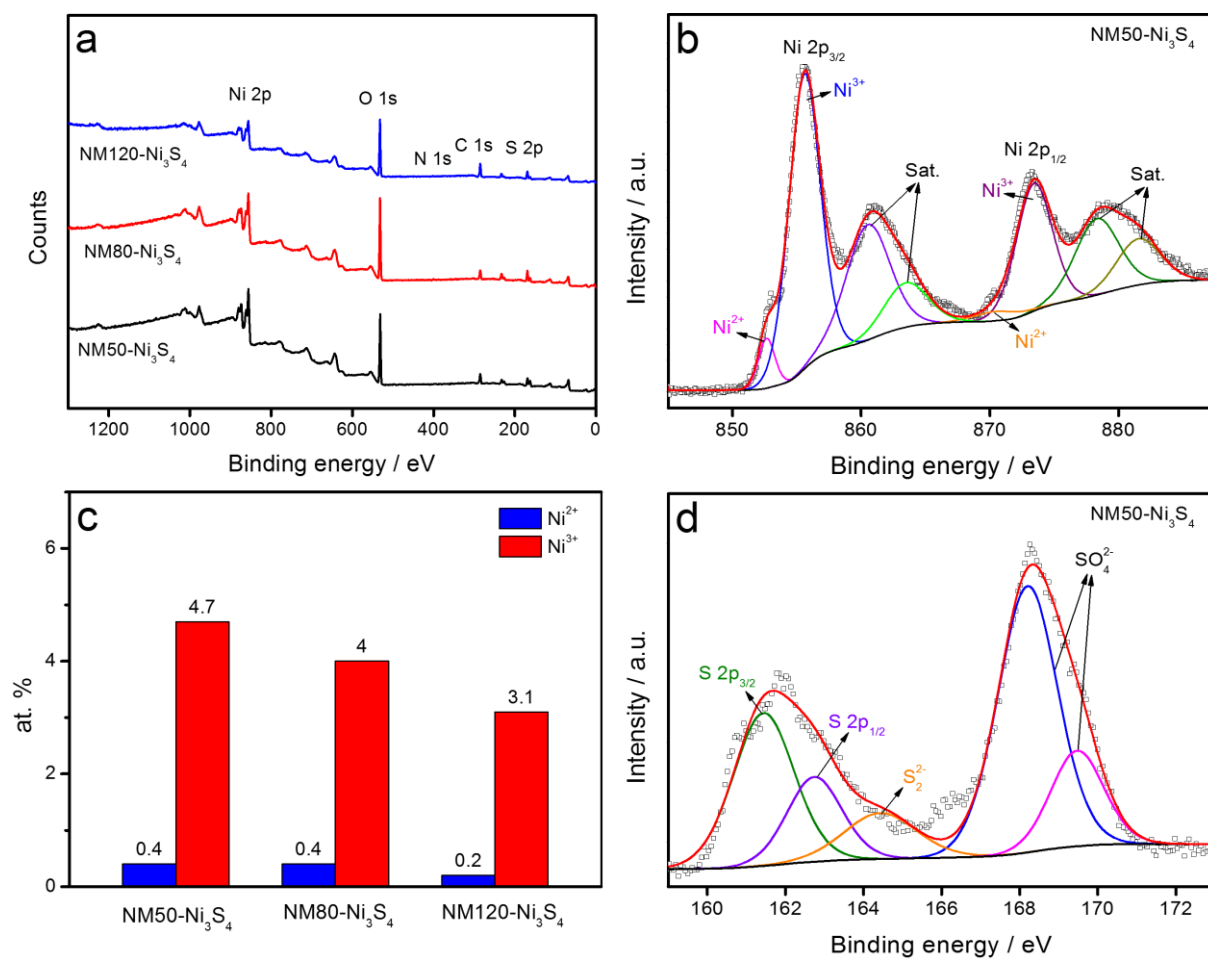 a
Ni 2p
O 1s
N 1s
C 1s
S 2p
NM120-Ni₃S₄
NM80-Ni₃S₄
NM50-Ni₃S₄
Counts
1200 1000 800 600 400 200 0
Binding energy / eV
b
NM50-Ni₃S₄
Ni 2p₃/₂
Ni³⁺
Sat.
Ni 2p₁/₂
Ni³⁺
Sat.
Ni²⁺
Ni²⁺
Intensity / a.u.
850 860 870 880
Binding energy / eV
c
Ni²⁺
Ni³⁺
6
4
2
0
at. %
0.4 4.7 0.4 4 0.2 3.1
NM50-Ni₃S₄ NM80-Ni₃S₄ NM120-Ni₃S₄
d
NM50-Ni₃S₄
SO₄²⁻
S 2p₃/₂
S 2p₁/₂
S₂²⁻
Intensity / a.u.
160 162 164 166 168 170 172
Binding energy / eV